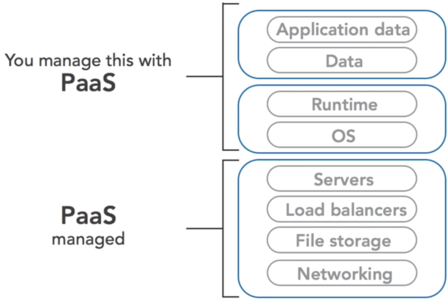 You manage this with
PaaS
Application data
Data
Runtime
OS
PaaS
managed
Servers
Load balancers
File storage
Networking